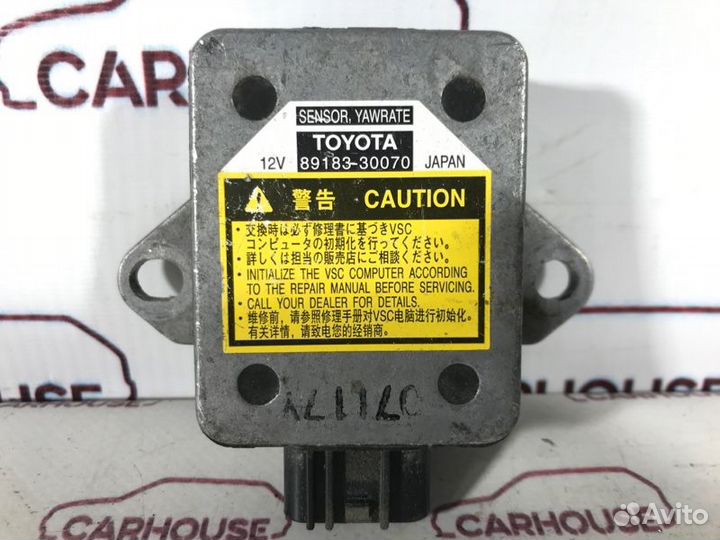 CARHOUSE
SENSOR, YAWRATE
TOYOTA
12V 89183-30070 JAPAN
警告 CAUTION
・交換時は必ず修理書に基づきVSC
コンピュータの初期化を行ってください。
・詳しくは担当の販売店にご相談ください。
・INITIALIZE THE VSC COMPUTER ACCORDING
TO THE REPAIR MANUAL BEFORE SERVICING.
・CALL YOUR DEALER FOR DETAILS.
・维修前，请参照修理手册对VSC电脑进行初始化。
有关详情，请致电您的经销商。
CARHOUSE
CARHOUSE
Avito